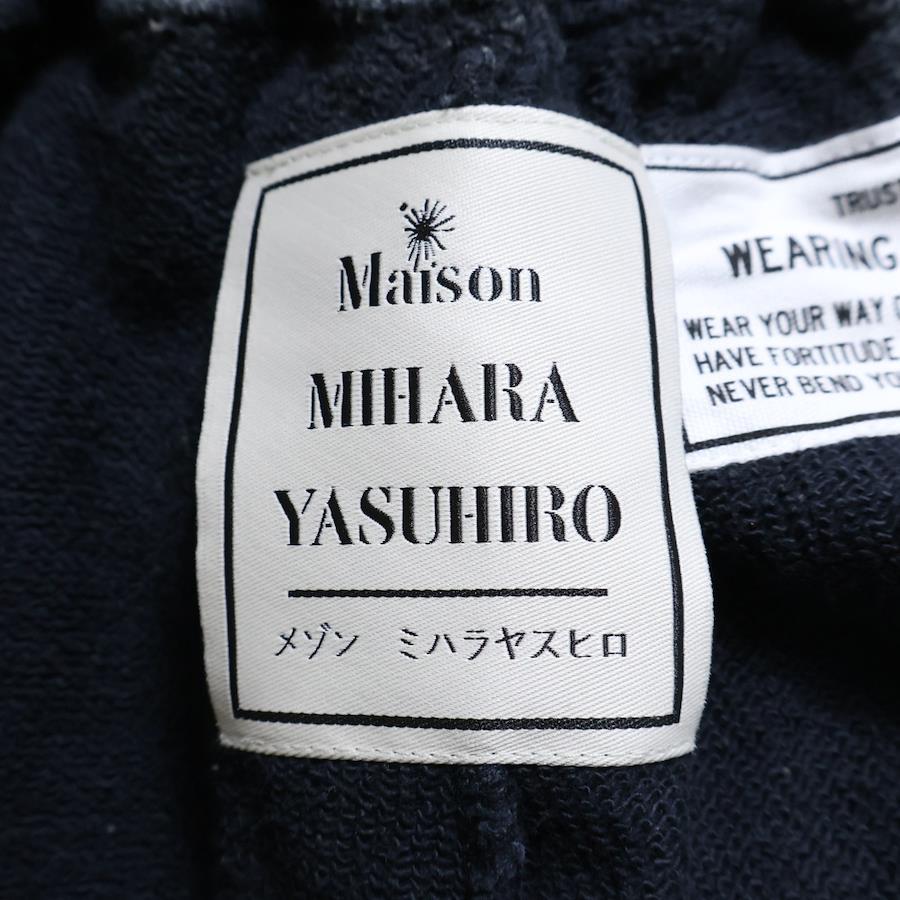 Maison
MIHARA
YASUHIRO
メゾン ミハラヤスヒロ
TRUST
WEARING
WEAR YOUR WAY
HAVE FORTITUDE
NEVER BEND